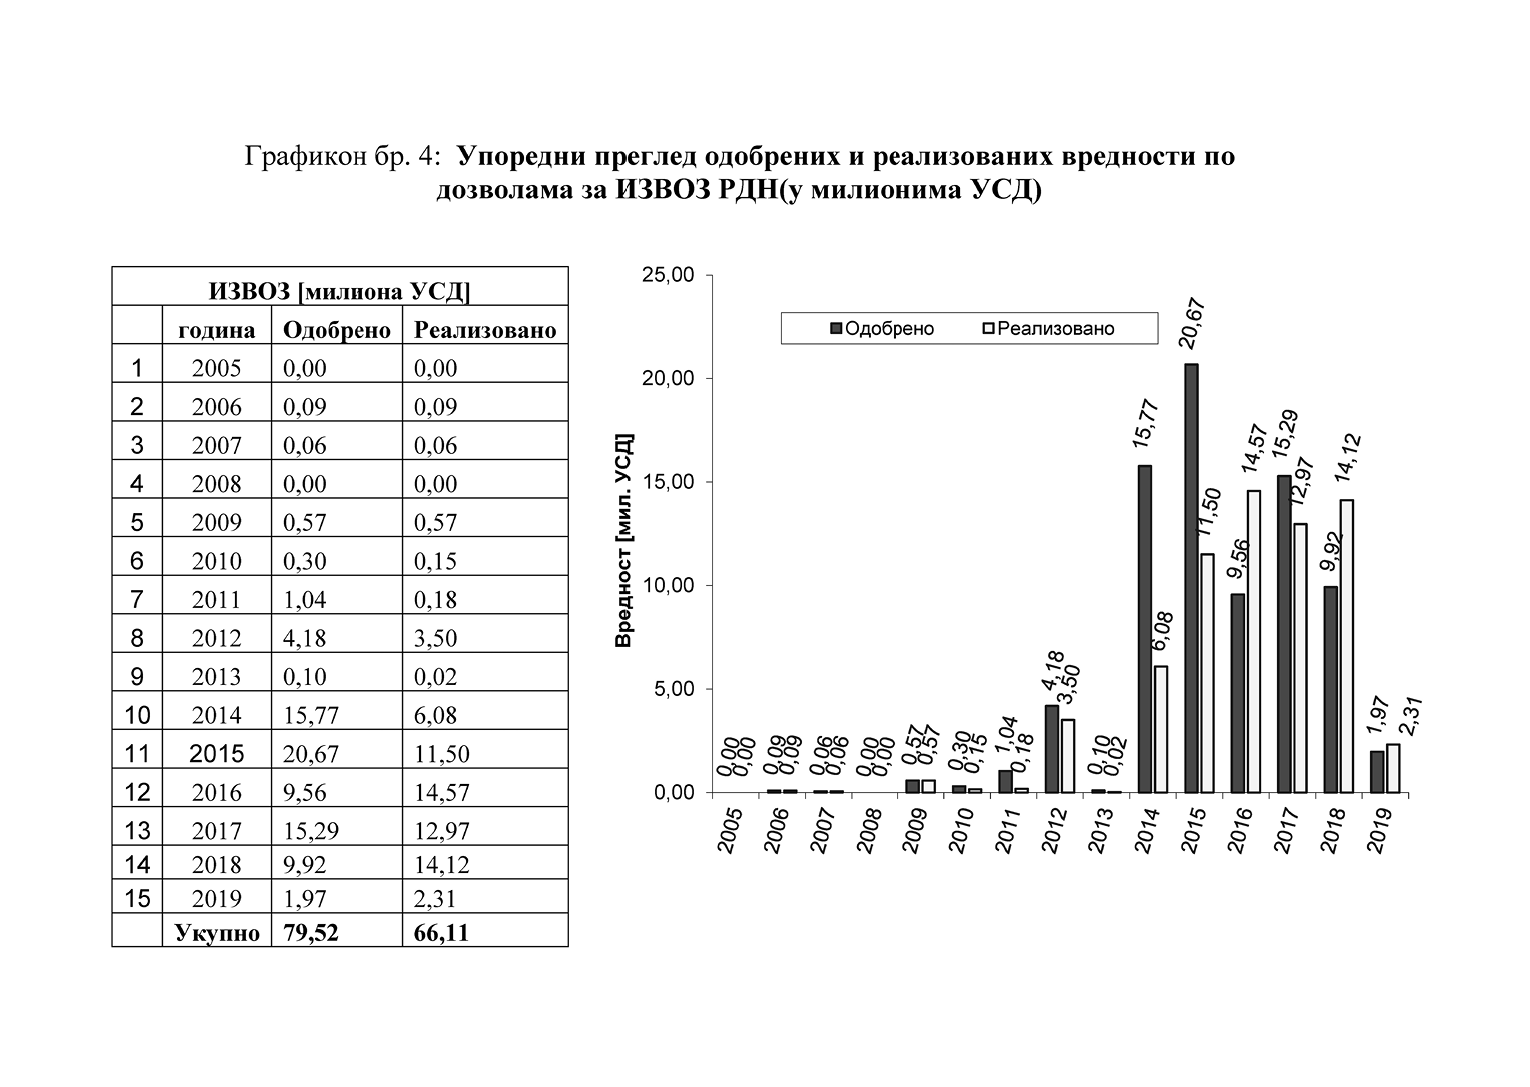 Графикон бр. 4: Упоредни преглед одобрених и реализованих вредности по
дозволама за ИЗВОЗ РДН(у милионима УСД)
ИЗВОЗ [милиона УСД]
година Одобрено Реализовано
1 2005 0,00 0,00
2 2006 0,09 0,09
3 2007 0,06 0,06
4 2008 0,00 0,00
5 2009 0,57 0,57
6 2010 0,30 0,15
7 2011 1,04 0,18
8 2012 4,18 3,50
9 2013 0,10 0,02
10 2014 15,77 6,08
11 2015 20,67 11,50
12 2016 9,56 14,57
13 2017 15,29 12,97
14 2018 9,92 14,12
15 2019 1,97 2,31
Укупно 79,52 66,11
Вредност [мил. УСД]
25,00
20,00
15,00
10,00
5,00
0,00
Одобрено Реализовано
0,00 0,00
0,09 0,09
0,06 0,06
0,00 0,00
0,57 0,57
0,30 0,15
1,04 0,18
4,18 3,50
0,10 0,02
15,77 6,08
20,67 11,50
9,56 14,57
15,29 12,97
9,92 14,12
1,97 2,31
2005 2006 2007 2008 2009 2010 2011 2012 2013 2014 2015 2016 2017 2018 2019